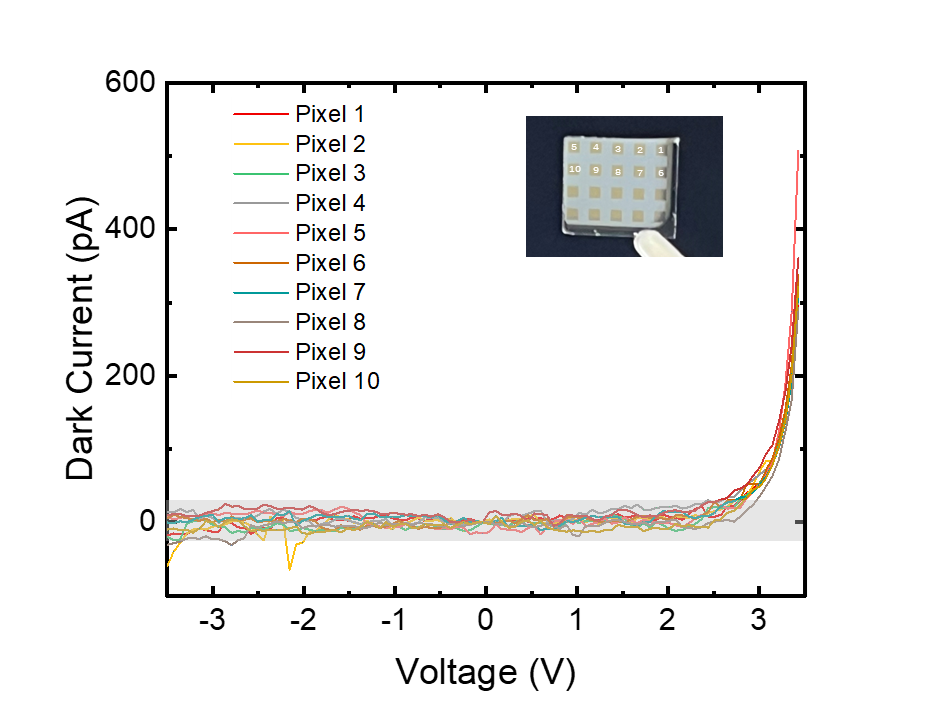 600
400
200
0
Dark Current (pA)
Pixel 1
Pixel 2
Pixel 3
Pixel 4
Pixel 5
Pixel 6
Pixel 7
Pixel 8
Pixel 9
Pixel 10
5 4 3 2 1
10 9 8 7 6
-3 -2 -1 0 1 2 3
Voltage (V)